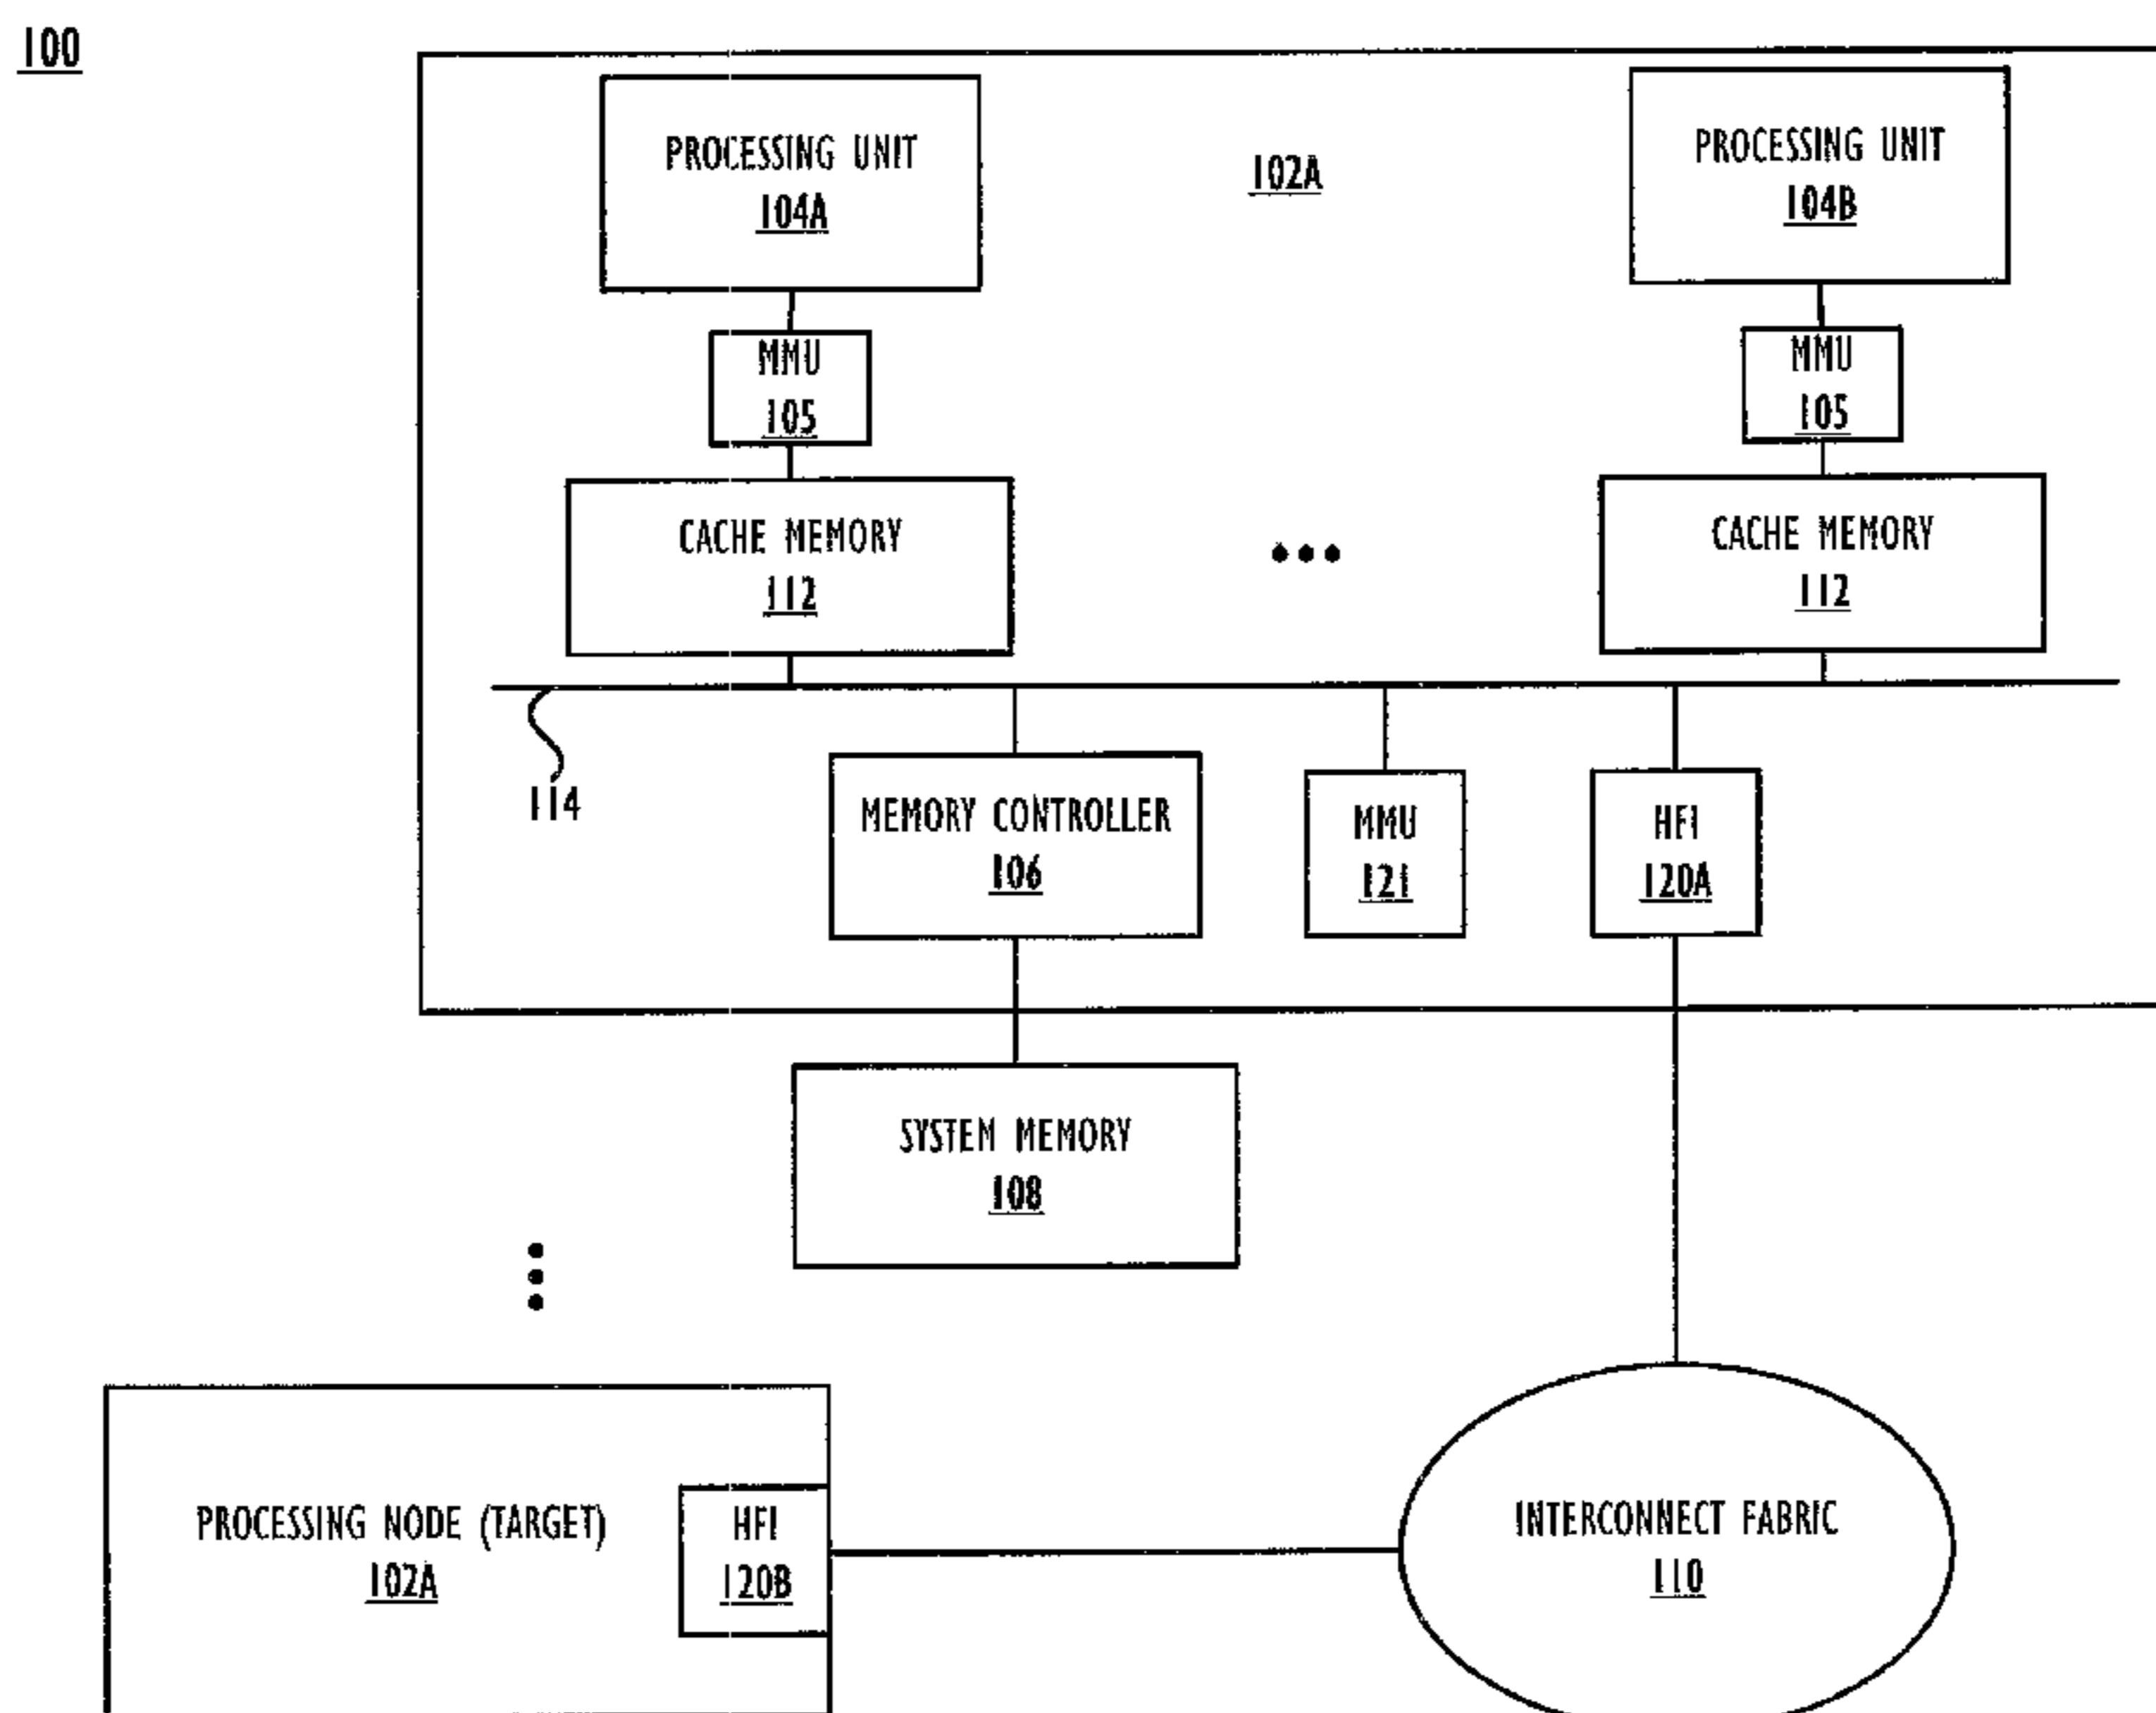 100
PROCESSING UNIT
104A
102A
PROCESSING UNIT
104B
MMU
105
MMU
105
CACHE MEMORY
112
CACHE MEMORY
112
114
MEMORY CONTROLLER
106
MMU
121
HFI
120A
SYSTEM MEMORY
108
PROCESSING NODE (TARGET)
102A
HFI
120B
INTERCONNECT FABRIC
110